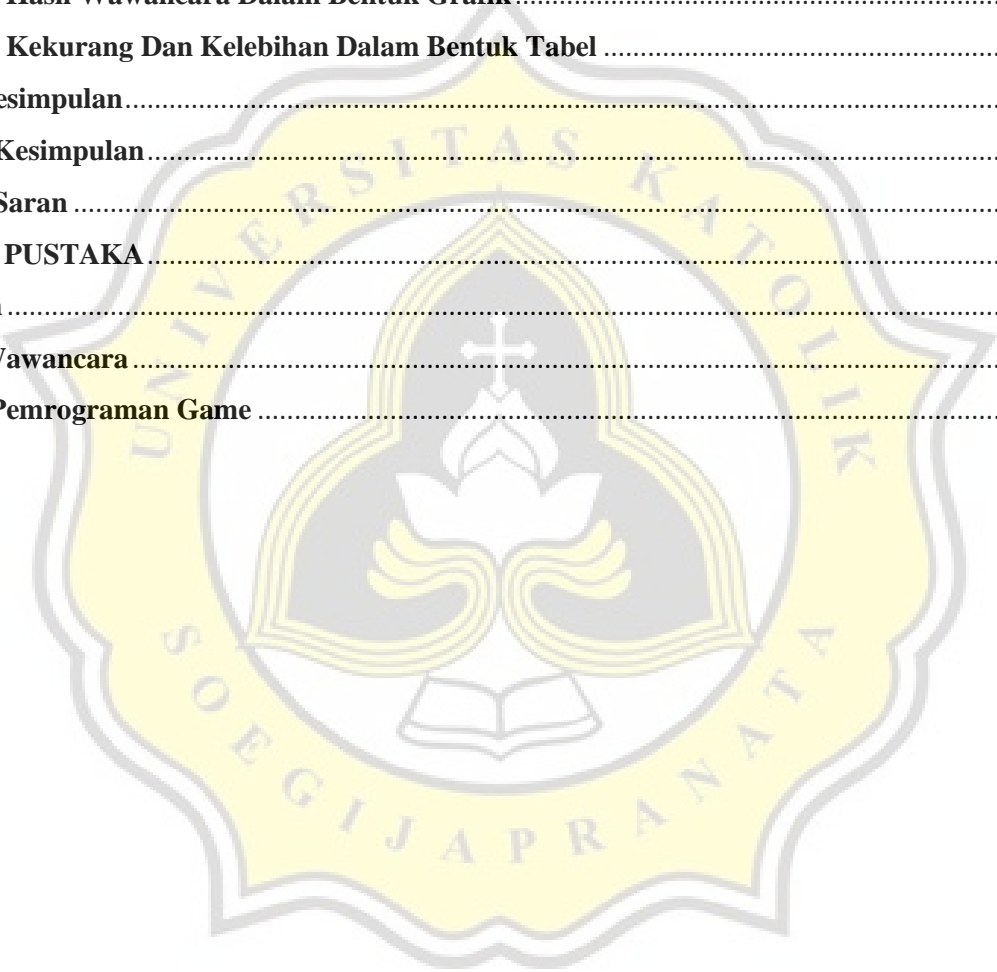 Hasil Wawancara Dalam Bentuk Grafik
Kekurang Dan Kelebihan Dalam Bentuk Tabel
esimpulan
Kesimpulan
Saran
PUSTAKA
Wawancara
Pemrograman Game
UNIVERSITAS KATOLIK
SOEGIJAPRANATA